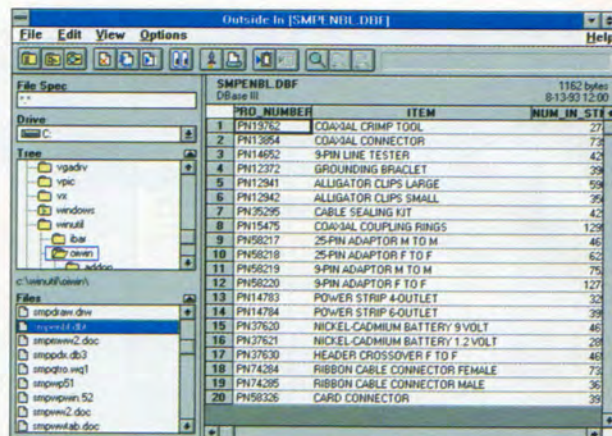 Outside In [SMPENBL.DBF]
File Edit View Options Help
File Spec
*.*
Drive
C:
Tree
vgadrv
vpic
vx
windows
winutil
ibar
oiwin
addon
c:\winutil\oiwin\
Files
smpdraw.drw
smpenbl.dbf
smpeww2.doc
smppdx.db3
smpqtro.wq1
smpwp51
smpwpwin.52
smpww2.doc
smpwwtab.doc
SMPENBL.DBF 1162 bytes
DBase III 8-13-93 12:00
PRO_NUMBER ITEM NUM_IN_ST
1 PN19762 COAXIAL CRIMP TOOL 27
2 PN13854 COAXIAL CONNECTOR 73
3 PN14652 9-PIN LINE TESTER 42
4 PN12372 GROUNDING BRACLET 39
5 PN12941 ALLIGATOR CLIPS LARGE 59
6 PN12942 ALLIGATOR CLIPS SMALL 35
7 PN35295 CABLE SEALING KIT 42
8 PN15475 COAXIAL COUPLING RINGS 129
9 PN58217 25-PIN ADAPTOR M TO M 46
10 PN58218 25-PIN ADAPTOR F TO F 62
11 PN58219 9-PIN ADAPTOR M TO M 75
12 PN58220 9-PIN ADAPTOR F TO F 127
13 PN14783 POWER STRIP 4-OUTLET 32
14 PN14784 POWER STRIP 6-OUTLET 39
15 PN37620 NICKEL-CADMIUM BATTERY 9 VOLT 46
16 PN37621 NICKEL-CADMIUM BATTERY 1.2 VOLT 28
17 PN37630 HEADER CROSSOVER F TO F 46
18 PN74284 RIBBON CABLE CONNECTOR FEMALE 73
19 PN74285 RIBBON CABLE CONNECTOR MALE 36
20 PN58326 CARD CONNECTOR 39